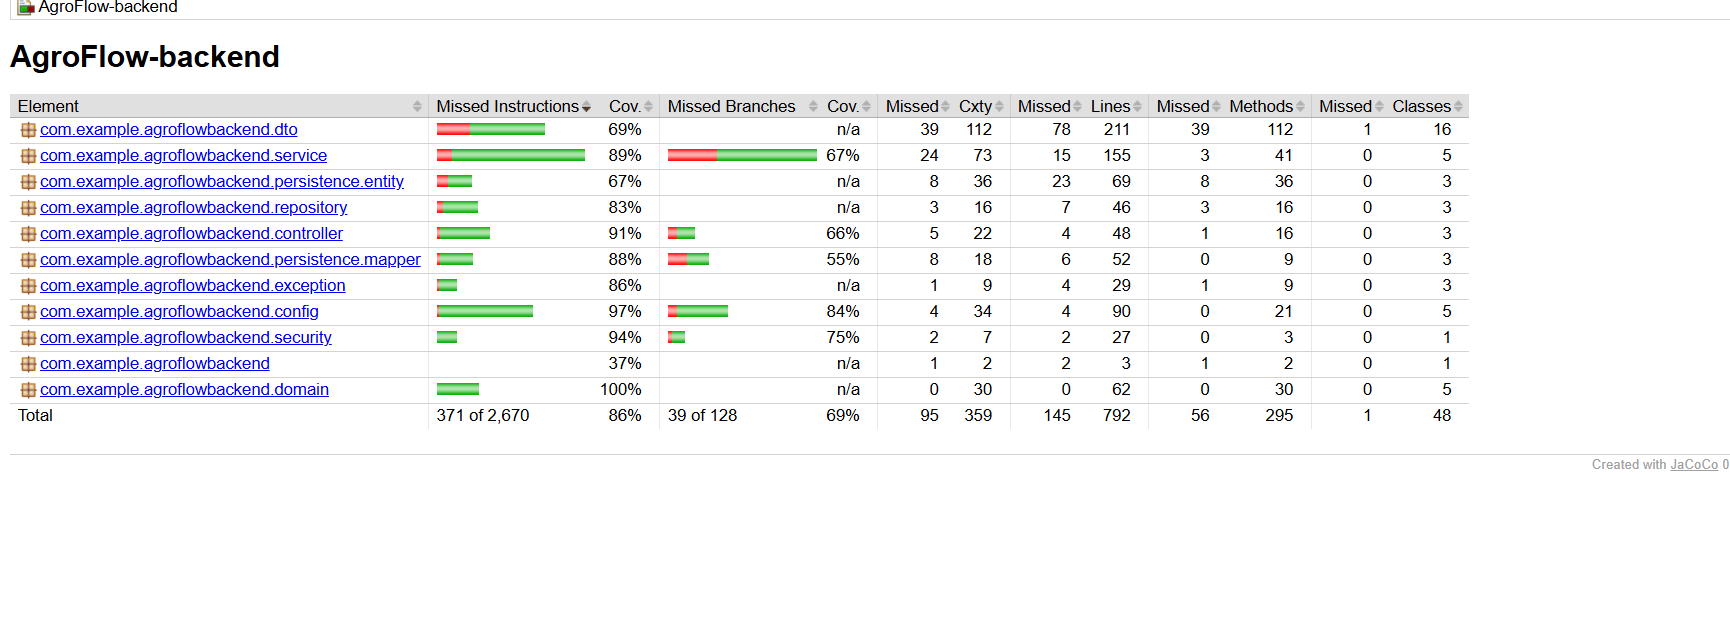 AgroFlow-backend
AgroFlow-backend
Element Missed Instructions Cov. Missed Branches Cov. Missed Cxty Missed Lines Missed Methods Missed Classes
com.example.agroflowbackend.dto 69% n/a 39 112 78 211 39 112 1 16
com.example.agroflowbackend.service 89% 67% 24 73 15 155 3 41 0 5
com.example.agroflowbackend.persistence.entity 67% n/a 8 36 23 69 8 36 0 3
com.example.agroflowbackend.repository 83% n/a 3 16 7 46 3 16 0 3
com.example.agroflowbackend.controller 91% 66% 5 22 4 48 1 16 0 3
com.example.agroflowbackend.persistence.mapper 88% 55% 8 18 6 52 0 9 0 3
com.example.agroflowbackend.exception 86% n/a 1 9 4 29 1 9 0 3
com.example.agroflowbackend.config 97% 84% 4 34 4 90 0 21 0 5
com.example.agroflowbackend.security 94% 75% 2 7 2 27 0 3 0 1
com.example.agroflowbackend 37% n/a 1 2 2 3 1 2 0 1
com.example.agroflowbackend.domain 100% n/a 0 30 0 62 0 30 0 5
Total 371 of 2,670 86% 39 of 128 69% 95 359 145 792 56 295 1 48
Created with JaCoCo 0